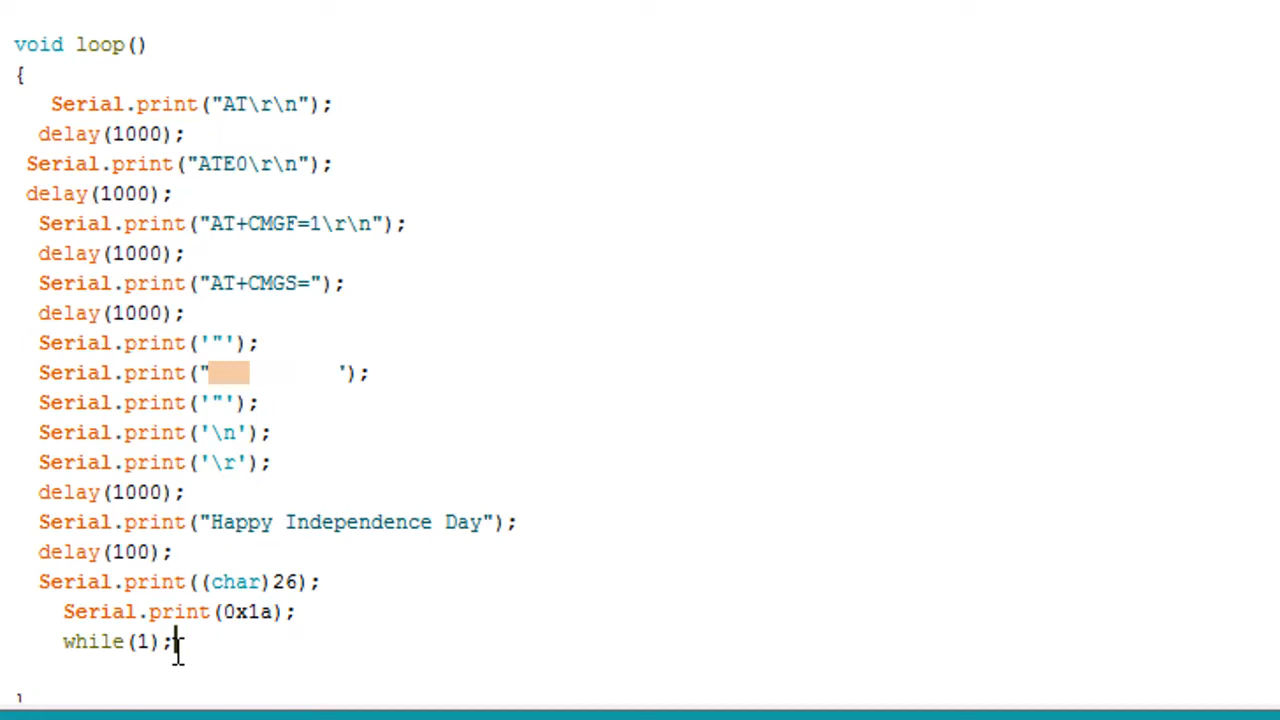 void loop()
{
Serial.print("AT\r\n");
delay(1000);
Serial.print("ATE0\r\n");
delay(1000);
Serial.print("AT+CMGF=1\r\n");
delay(1000);
Serial.print("AT+CMGS=");
delay(1000);
Serial.print('"');
Serial.print(" ');
Serial.print('"');
Serial.print('\n');
Serial.print('\r');
delay(1000);
Serial.print("Happy Independence Day");
delay(100);
Serial.print((char)26);
Serial.print(0x1a);
while(1);
}